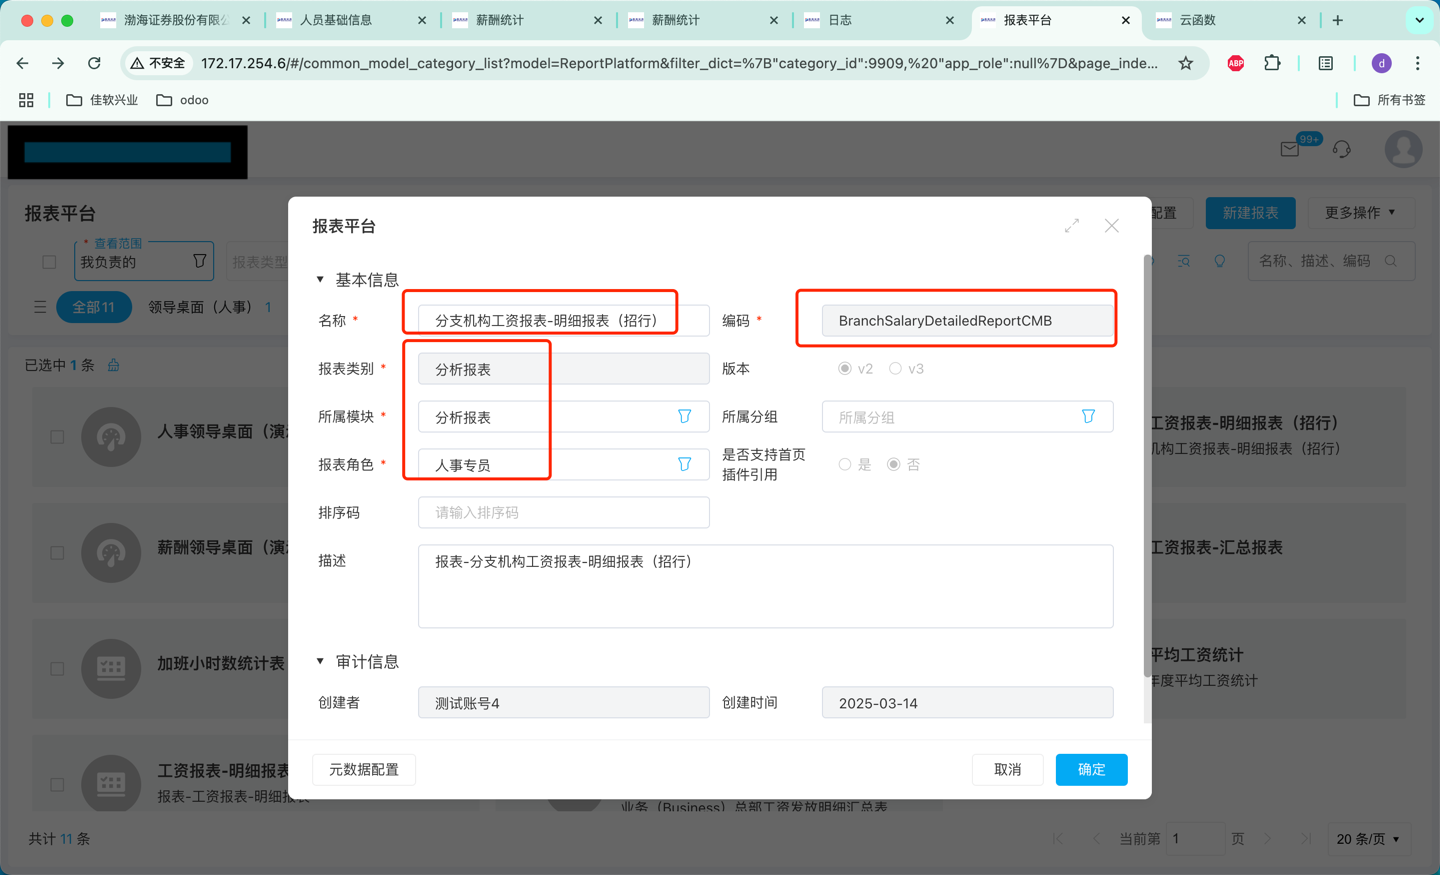 渤海证券股份有限公
人员基础信息
薪酬统计
薪酬统计
日志
报表平台
云函数
不安全
172.17.254.6/#/common_model_category_list?model=ReportPlatform&filter_dict=%7B"category_id":9909,%20"app_role":null%7D&page_inde...
ABP
d
佳软兴业
odoo
所有书签
99+
报表平台
配置
新建报表
更多操作
* 查看范围
我负责的
报表类型
名称、描述、编码
全部11
领导桌面（人事） 1
已选中 1 条
人事领导桌面（演
工资报表-明细报表（招行）
机构工资报表-明细报表（招行）
薪酬领导桌面（演
工资报表-汇总报表
加班小时数统计表
平均工资统计
年度平均工资统计
工资报表-明细报表
报表-工资报表-明细报表
业务（Business）总部工资发放明细汇总表
共计 11 条
当前第 1 页
20 条/页
报表平台
基本信息
名称 *
分支机构工资报表-明细报表（招行）
编码 *
BranchSalaryDetailedReportCMB
报表类别 *
分析报表
版本
v2
v3
所属模块 *
分析报表
所属分组
所属分组
报表角色 *
人事专员
是否支持首页
插件引用
是
否
排序码
请输入排序码
描述
报表-分支机构工资报表-明细报表（招行）
审计信息
创建者
测试账号4
创建时间
2025-03-14
元数据配置
取消
确定